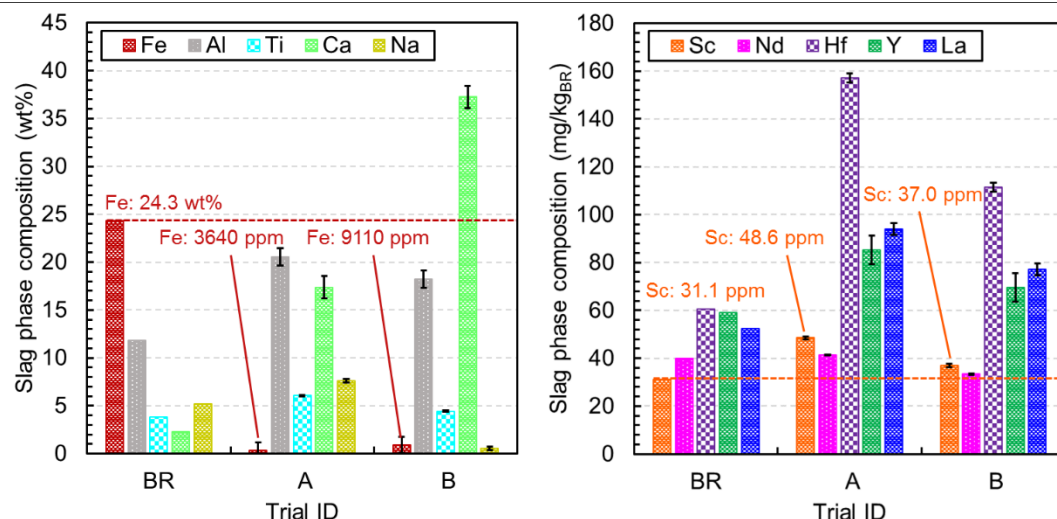 Slag phase composition (wt%)
45
40
35
30
25
20
15
10
5
0
Fe Al Ti Ca Na
Fe: 24.3 wt%
Fe: 3640 ppm
Fe: 9110 ppm
BR A B
Trial ID
Slag phase composition (mg/kgBR)
180
160
140
120
100
80
60
40
20
0
Sc Nd Hf Y La
Sc: 37.0 ppm
Sc: 48.6 ppm
Sc: 31.1 ppm
BR A B
Trial ID